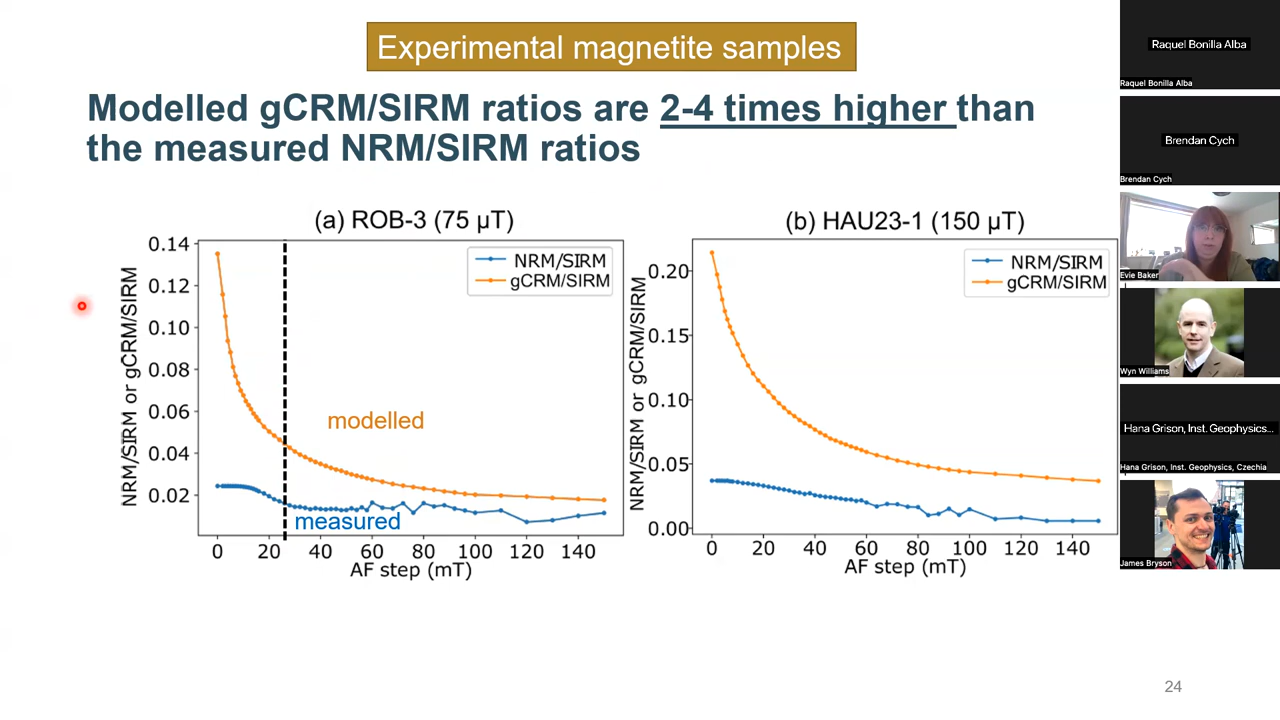 Experimental magnetite samples
Modelled gCRM/SIRM ratios are 2-4 times higher than
the measured NRM/SIRM ratios
(a) ROB-3 (75 µT)
NRM/SIRM or gCRM/SIRM
0.14
0.12
0.10
0.08
0.06
0.04
0.02
NRM/SIRM
gCRM/SIRM
modelled
measured
0 20 40 60 80 100 120 140
AF step (mT)
(b) HAU23-1 (150 µT)
NRM/SIRM or gCRM/SIRM
0.20
0.15
0.10
0.05
0.00
NRM/SIRM
gCRM/SIRM
0 20 40 60 80 100 120 140
AF step (mT)
24
Raquel Bonilla Alba
Raquel Bonilla Alba
Brendan Cych
Brendan Cych
Evie Baker
Wyn Williams
Hana Grison, Inst. Geophysics...
Hana Grison, Inst. Geophysics, Czechia
James Bryson